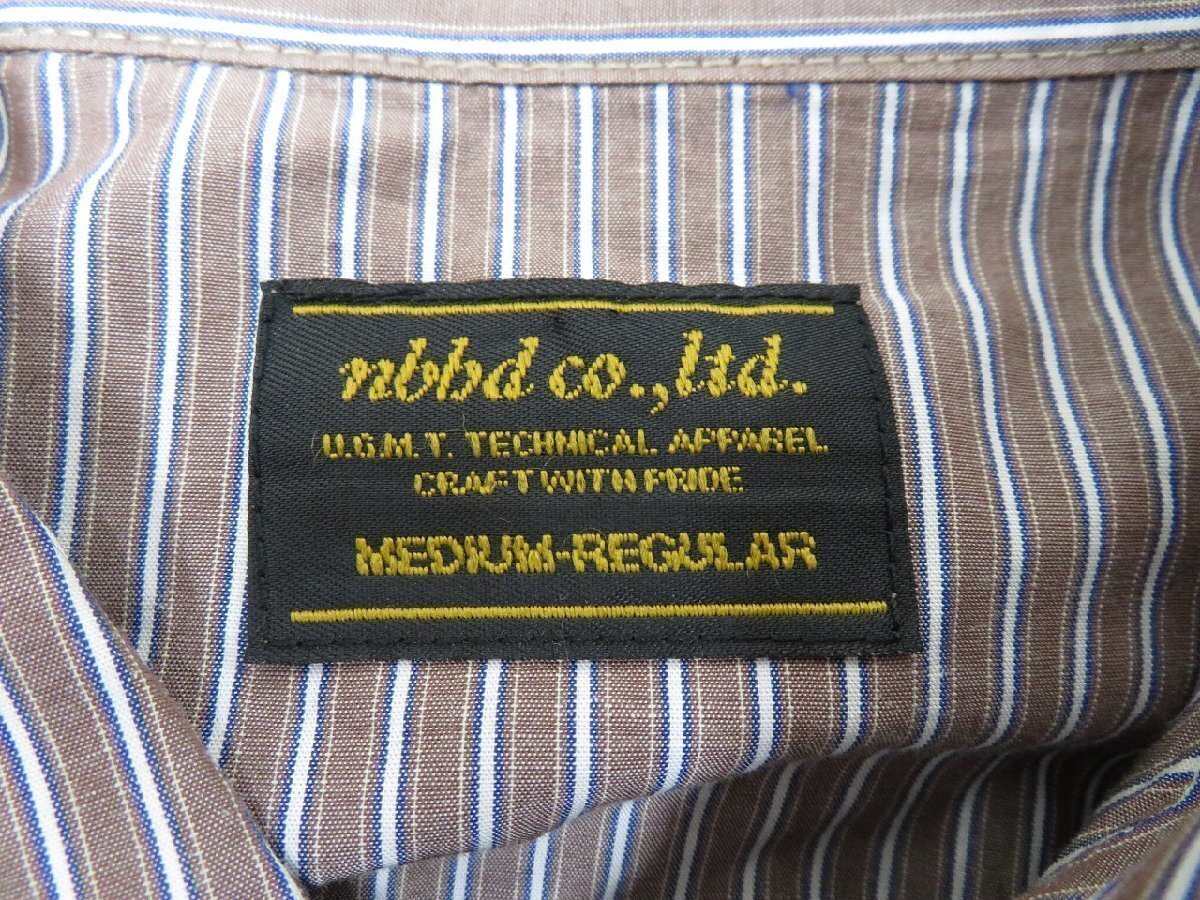 nbbd co.,ltd.
U.G.M.T. TECHNICAL APPAREL
CRAFT WITH PRIDE
MEDIUM-REGULAR